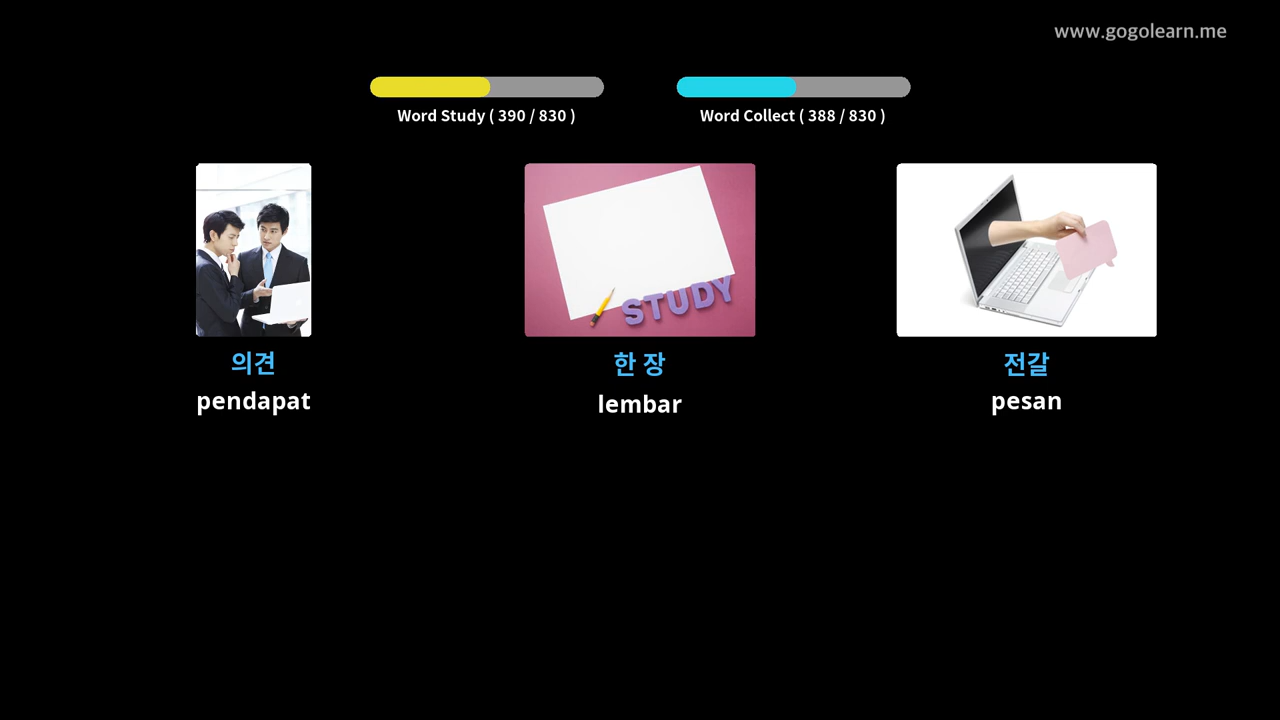 www.gogolearn.me
Word Study ( 390 / 830 )
Word Collect ( 388 / 830 )
STUDY
의견
한 장
전갈
pendapat
lembar
pesan